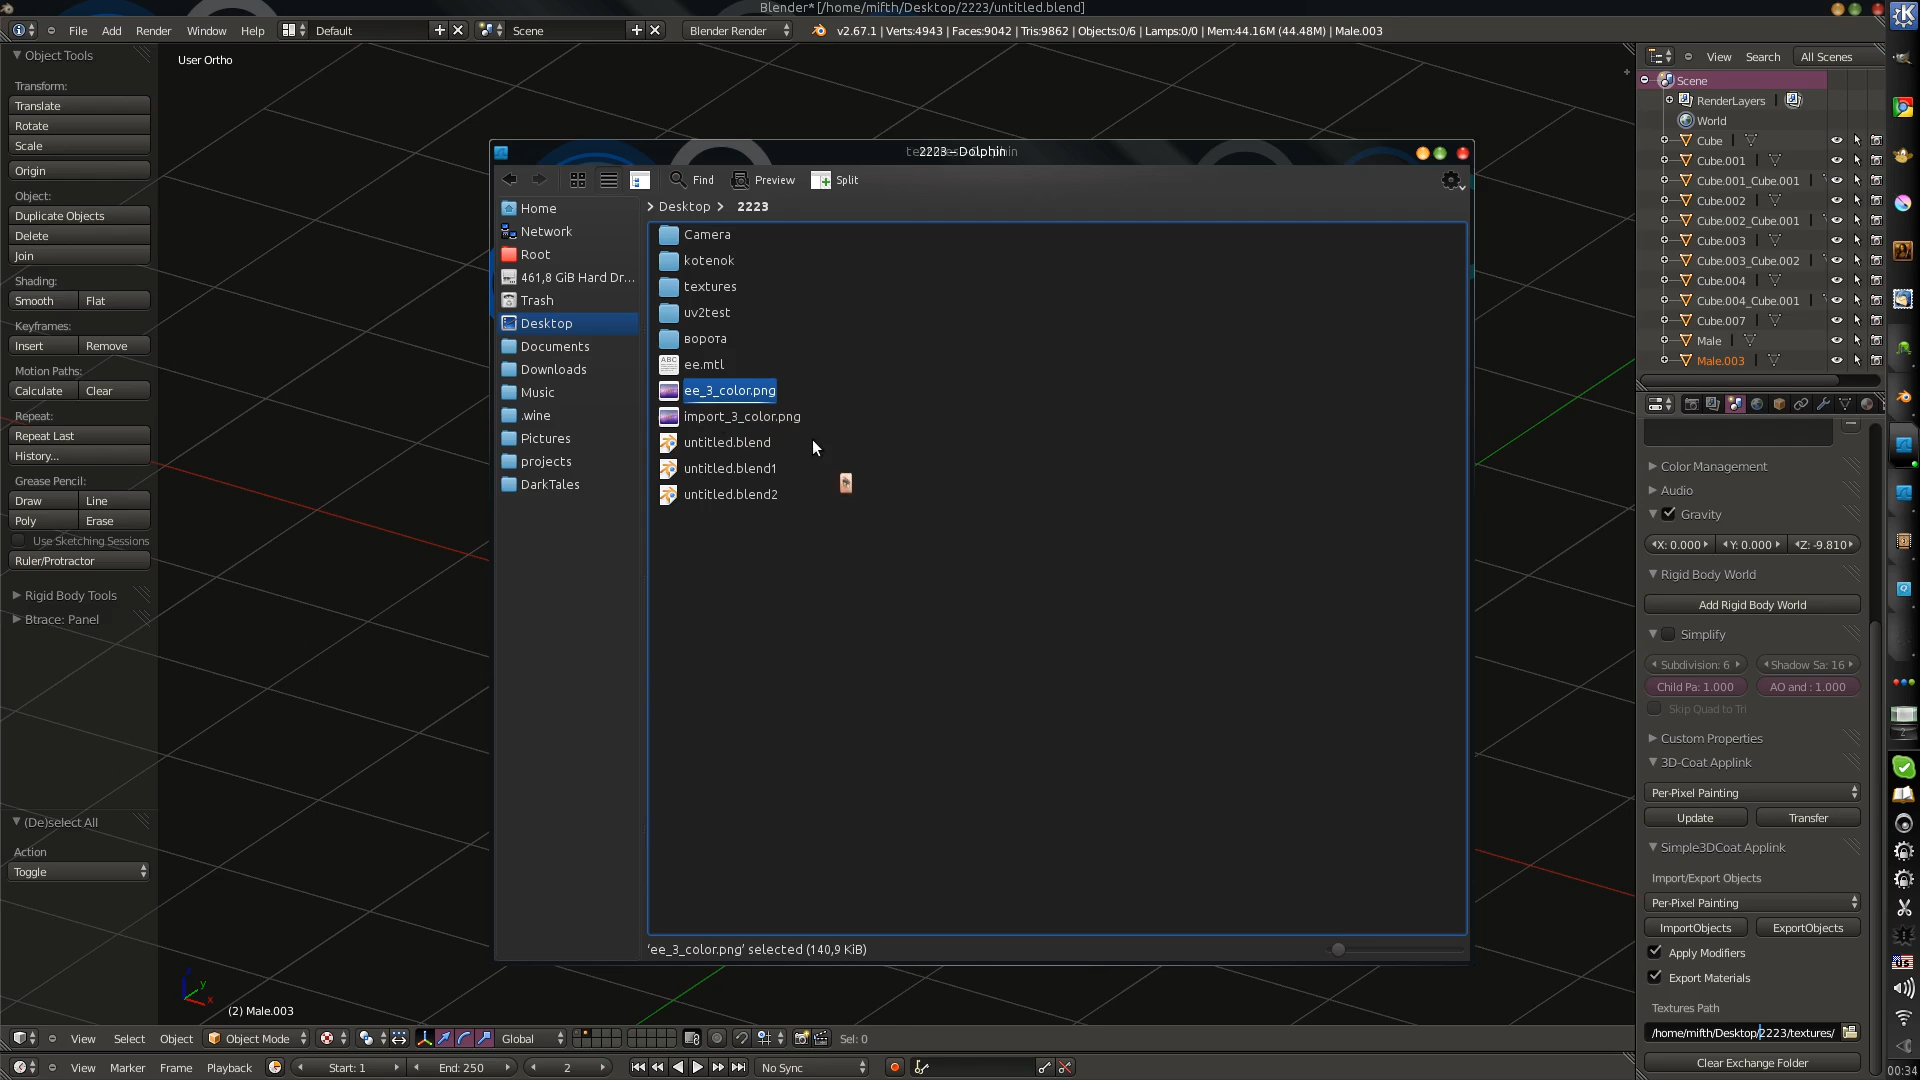 Blender* [/home/mifth/Desktop/2223/untitled.blend]
File Add Render Window Help Default Scene Blender Render v2.67.1 | Verts:4943 | Faces:9042 | Tris:9862 | Objects:0/6 | Lamps:0/0 | Mem:44.16M (44.48M) | Male.003
Object Tools
Transform:
Translate
Rotate
Scale
Origin
Object:
Duplicate Objects
Delete
Join
Shading:
Smooth Flat
Keyframes:
Insert Remove
Motion Paths:
Calculate Clear
Repeat:
Repeat Last
History...
Grease Pencil:
Draw Line
Poly Erase
Use Sketching Sessions
Ruler/Protractor
Rigid Body Tools
Btrace: Panel
(De)select All
Action
Toggle
User Ortho
2223 – Dolphin
Find Preview Split
Desktop 2223
Home
Network
Root
461,8 GiB Hard Dr...
Trash
Desktop
Documents
Downloads
Music
.wine
Pictures
projects
DarkTales
Camera
kotenok
textures
uv2test
ворота
ee.mtl
ee_3_color.png
import_3_color.png
untitled.blend
untitled.blend1
untitled.blend2
‘ee_3_color.png’ selected (140,9 KiB)
View Search All Scenes
Scene
RenderLayers
World
Cube
Cube.001
Cube.001_Cube.001
Cube.002
Cube.002_Cube.001
Cube.003
Cube.003_Cube.002
Cube.004
Cube.004_Cube.001
Cube.007
Male
Male.003
Color Management
Audio
Gravity
X: 0.000 Y: 0.000 Z: -9.810
Rigid Body World
Add Rigid Body World
Simplify
Subdivision: 6 Shadow Sa: 16
Child Pa: 1.000 AO and : 1.000
Skip Quad to Tri
Custom Properties
3D-Coat Applink
Per-Pixel Painting
Update Transfer
Simple3DCoat Applink
Import/Export Objects
Per-Pixel Painting
ImportObjects ExportObjects
Apply Modifiers
Export Materials
Textures Path
/home/mifth/Desktop/2223/textures/
Clear Exchange Folder
z
y
x
(2) Male.003
View Select Object Object Mode Global Sel: 0
View Marker Frame Playback Start: 1 End: 250 2 No Sync
2
US
00:34